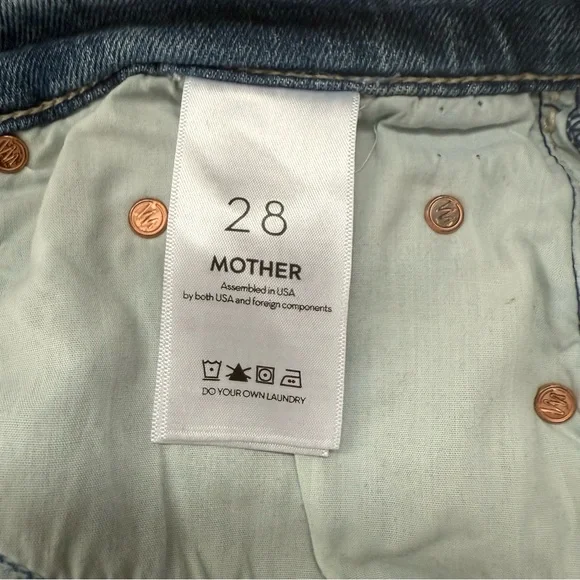 28
MOTHER
Assembled in USA
by both USA and foreign components
DO YOUR OWN LAUNDRY